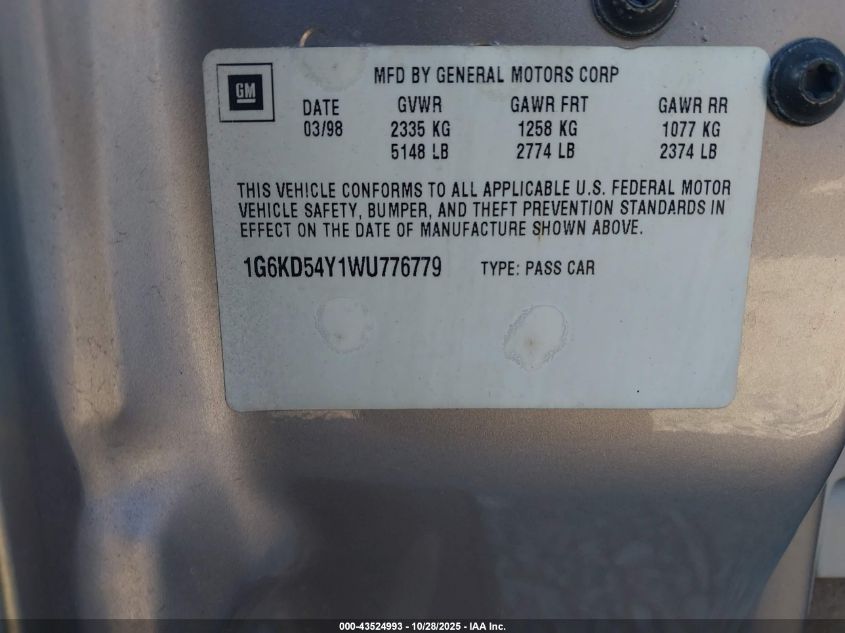 MFD BY GENERAL MOTORS CORP
GM
DATE GVWR GAWR FRT GAWR RR
03/98 2335 KG 1258 KG 1077 KG
5148 LB 2774 LB 2374 LB
THIS VEHICLE CONFORMS TO ALL APPLICABLE U.S. FEDERAL MOTOR
VEHICLE SAFETY, BUMPER, AND THEFT PREVENTION STANDARDS IN
EFFECT ON THE DATE OF MANUFACTURE SHOWN ABOVE.
1G6KD54Y1WU776779 TYPE: PASS CAR
000-43524993 - 10/28/2025 - IAA Inc.